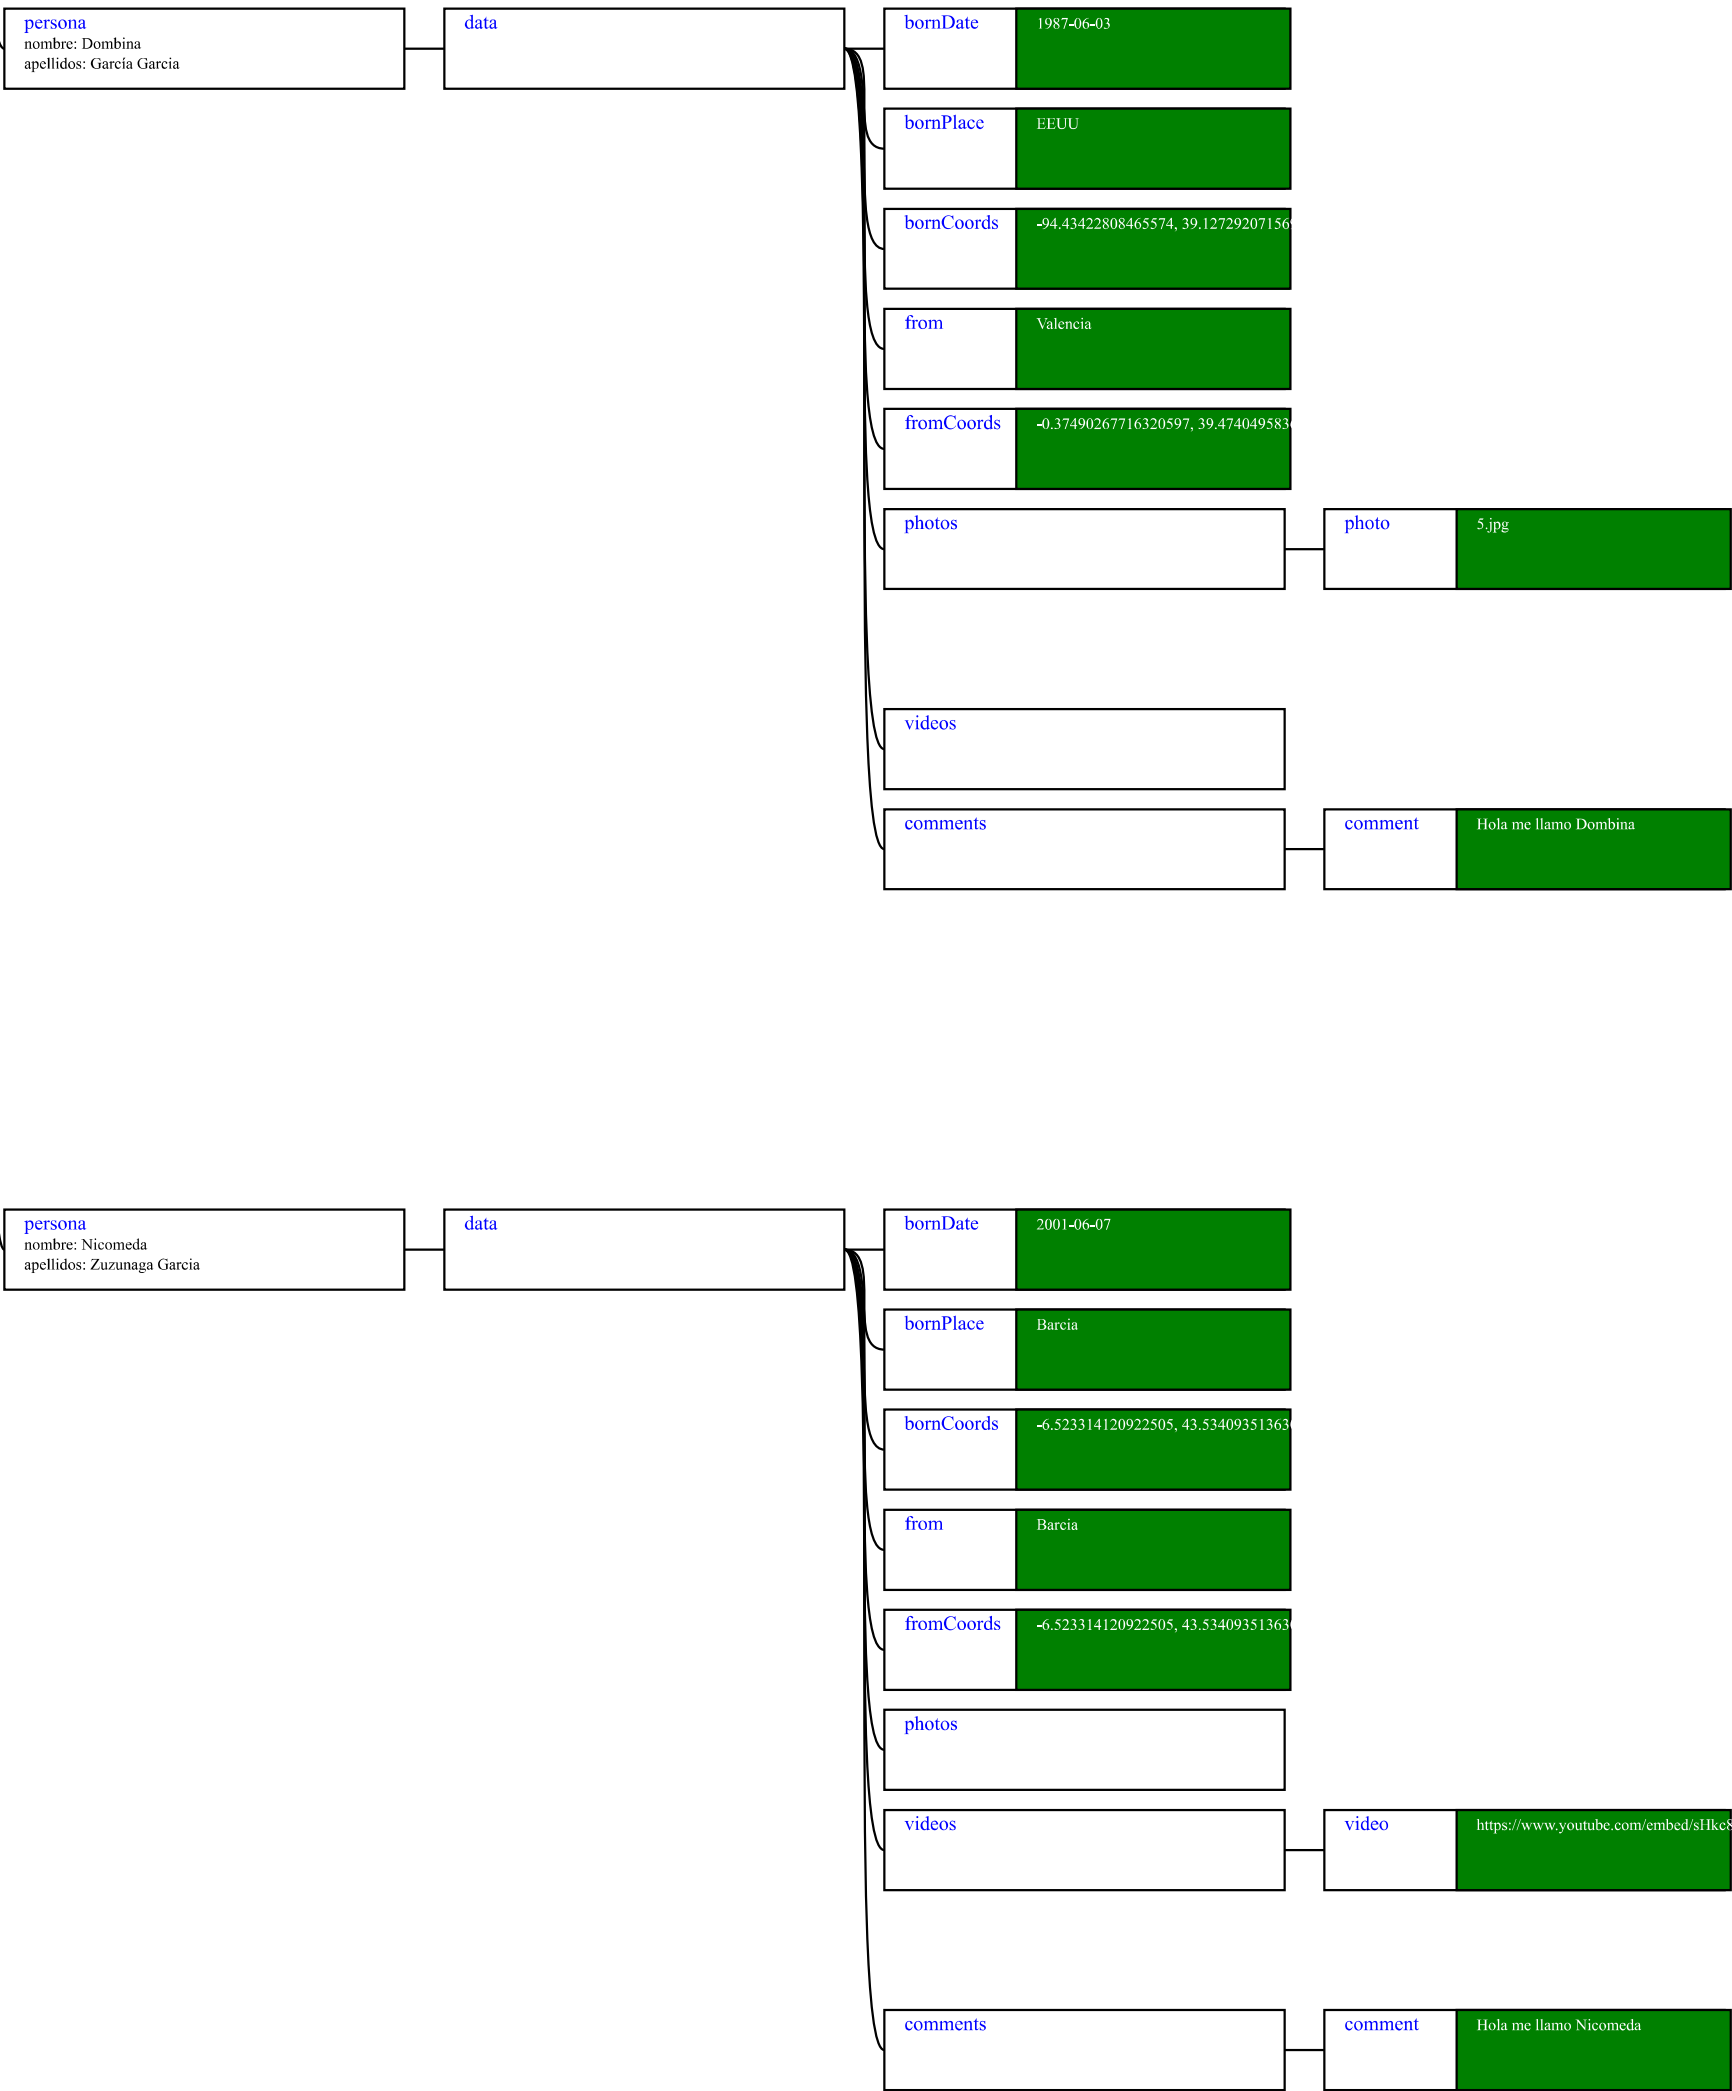 persona
nombre: Dombina
apellidos: García Garcia
data
bornDate
1987-06-03
bornPlace
EEUU
bornCoords
-94.43422808465574, 39.12729207156
from
Valencia
fromCoords
-0.37490267716320597, 39.474049583
photos
photo
5.jpg
videos
comments
comment
Hola me llamo Dombina
persona
nombre: Nicomeda
apellidos: Zuzunaga Garcia
data
bornDate
2001-06-07
bornPlace
Barcia
bornCoords
-6.523314120922505, 43.53409351363
from
Barcia
fromCoords
-6.523314120922505, 43.53409351363
photos
videos
video
https://www.youtube.com/embed/sHkc8
comments
comment
Hola me llamo Nicomeda